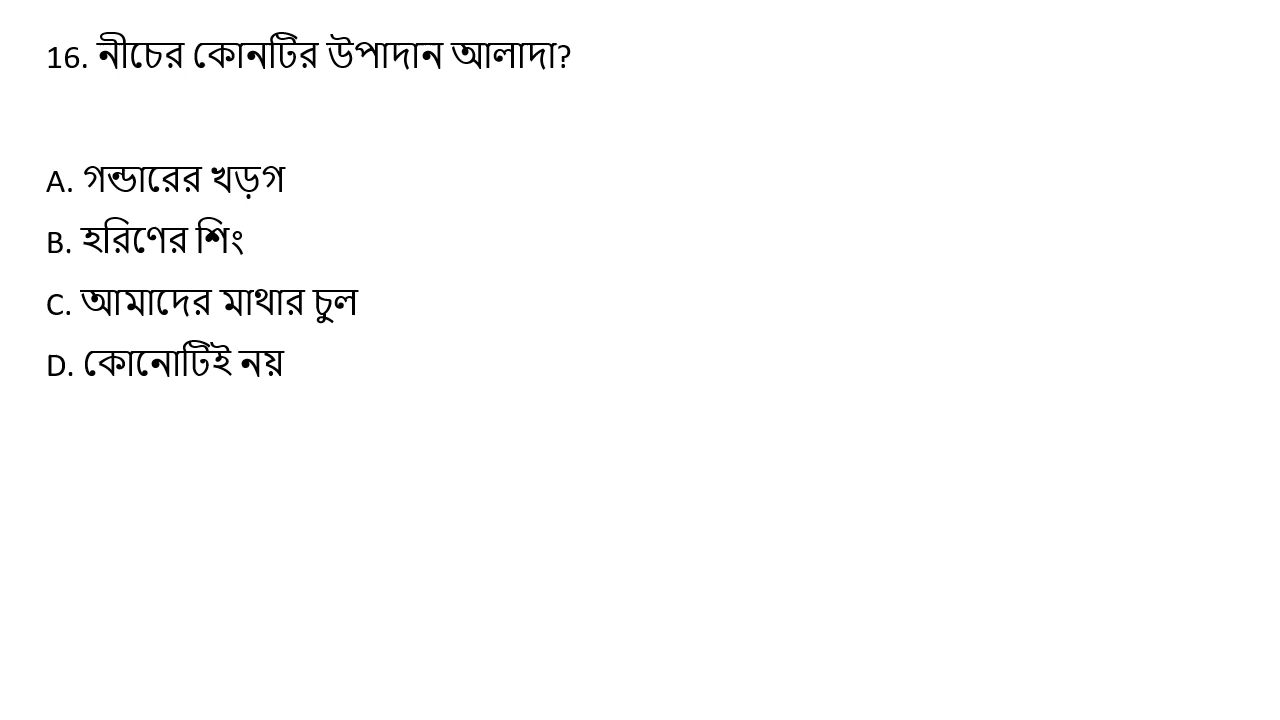 16. নীচের কোনটির উপাদান আলাদা?
A. গন্ডারের খড়গ
B. হরিণের শিং
C. আমাদের মাথার চুল
D. কোনোটিই নয়